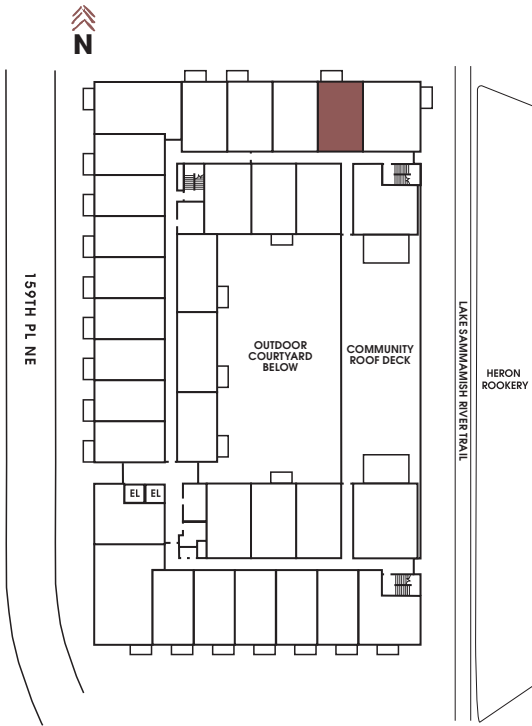 N
159TH PL NE
OUTDOOR
COURTYARD
BELOW
COMMUNITY
ROOF DECK
LAKE SAMMAMISH RIVER TRAIL
HERON
ROOKERY
EL EL